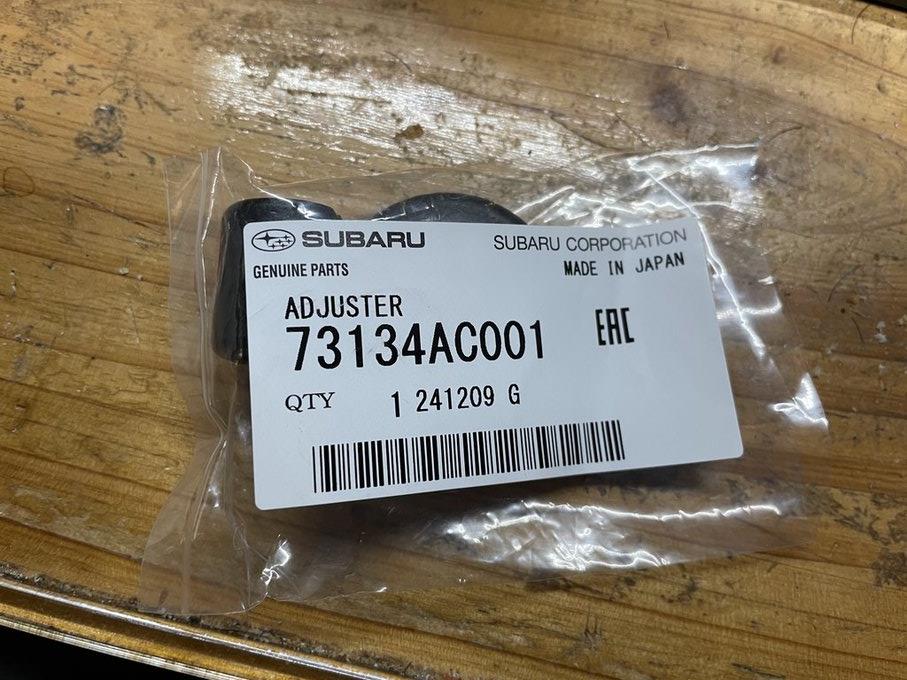 SUBARU
SUBARU CORPORATION
GENUINE PARTS
MADE IN JAPAN
ADJUSTER
73134AC001
EAC
QTY 1 241209 G